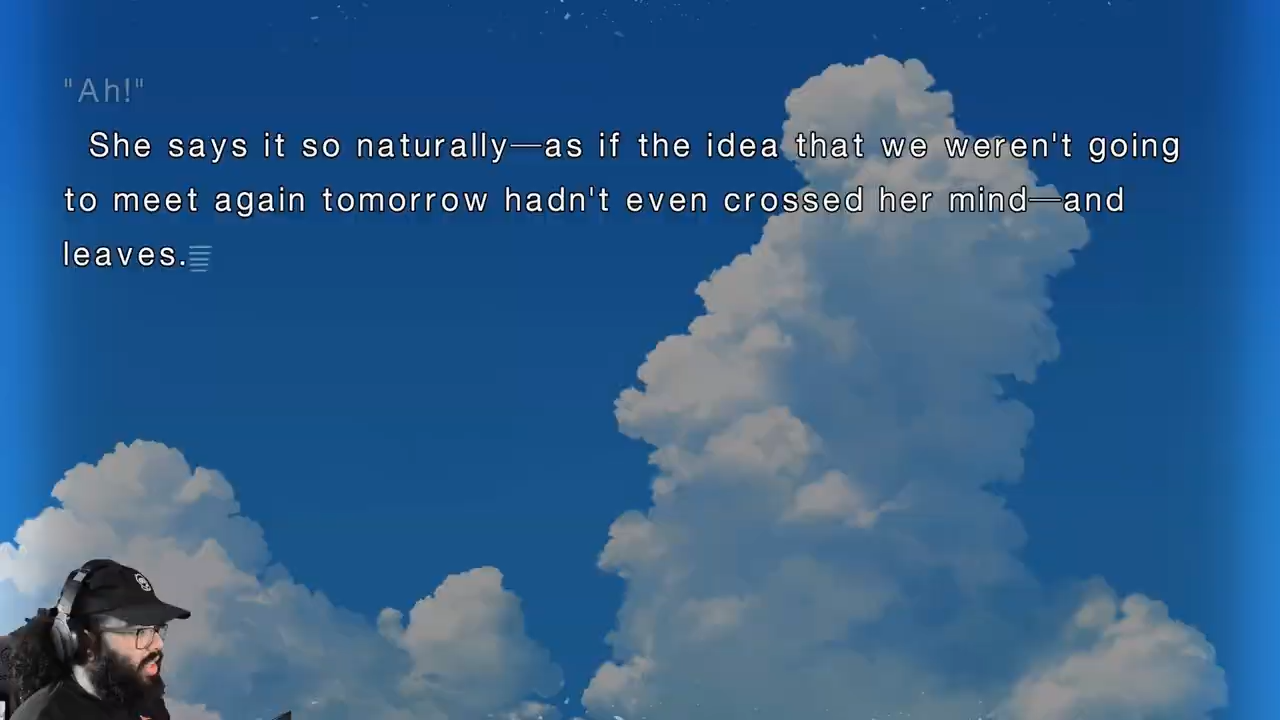 "Ah!"
She says it so naturally—as if the idea that we weren't going
to meet again tomorrow hadn't even crossed her mind—and
leaves.